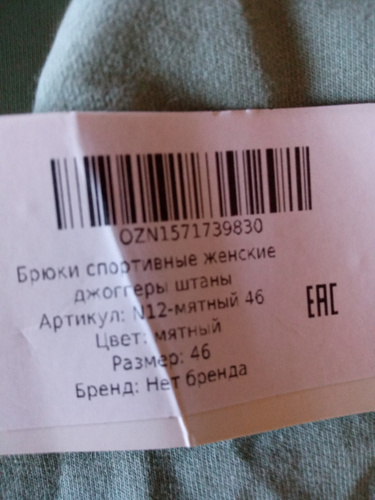 OZN1571739830
Брюки спортивные женские
джоггеры штаны
Артикул: N12-мятный 46
Цвет: мятный
Размер: 46
Бренд: Нет бренда
EAC